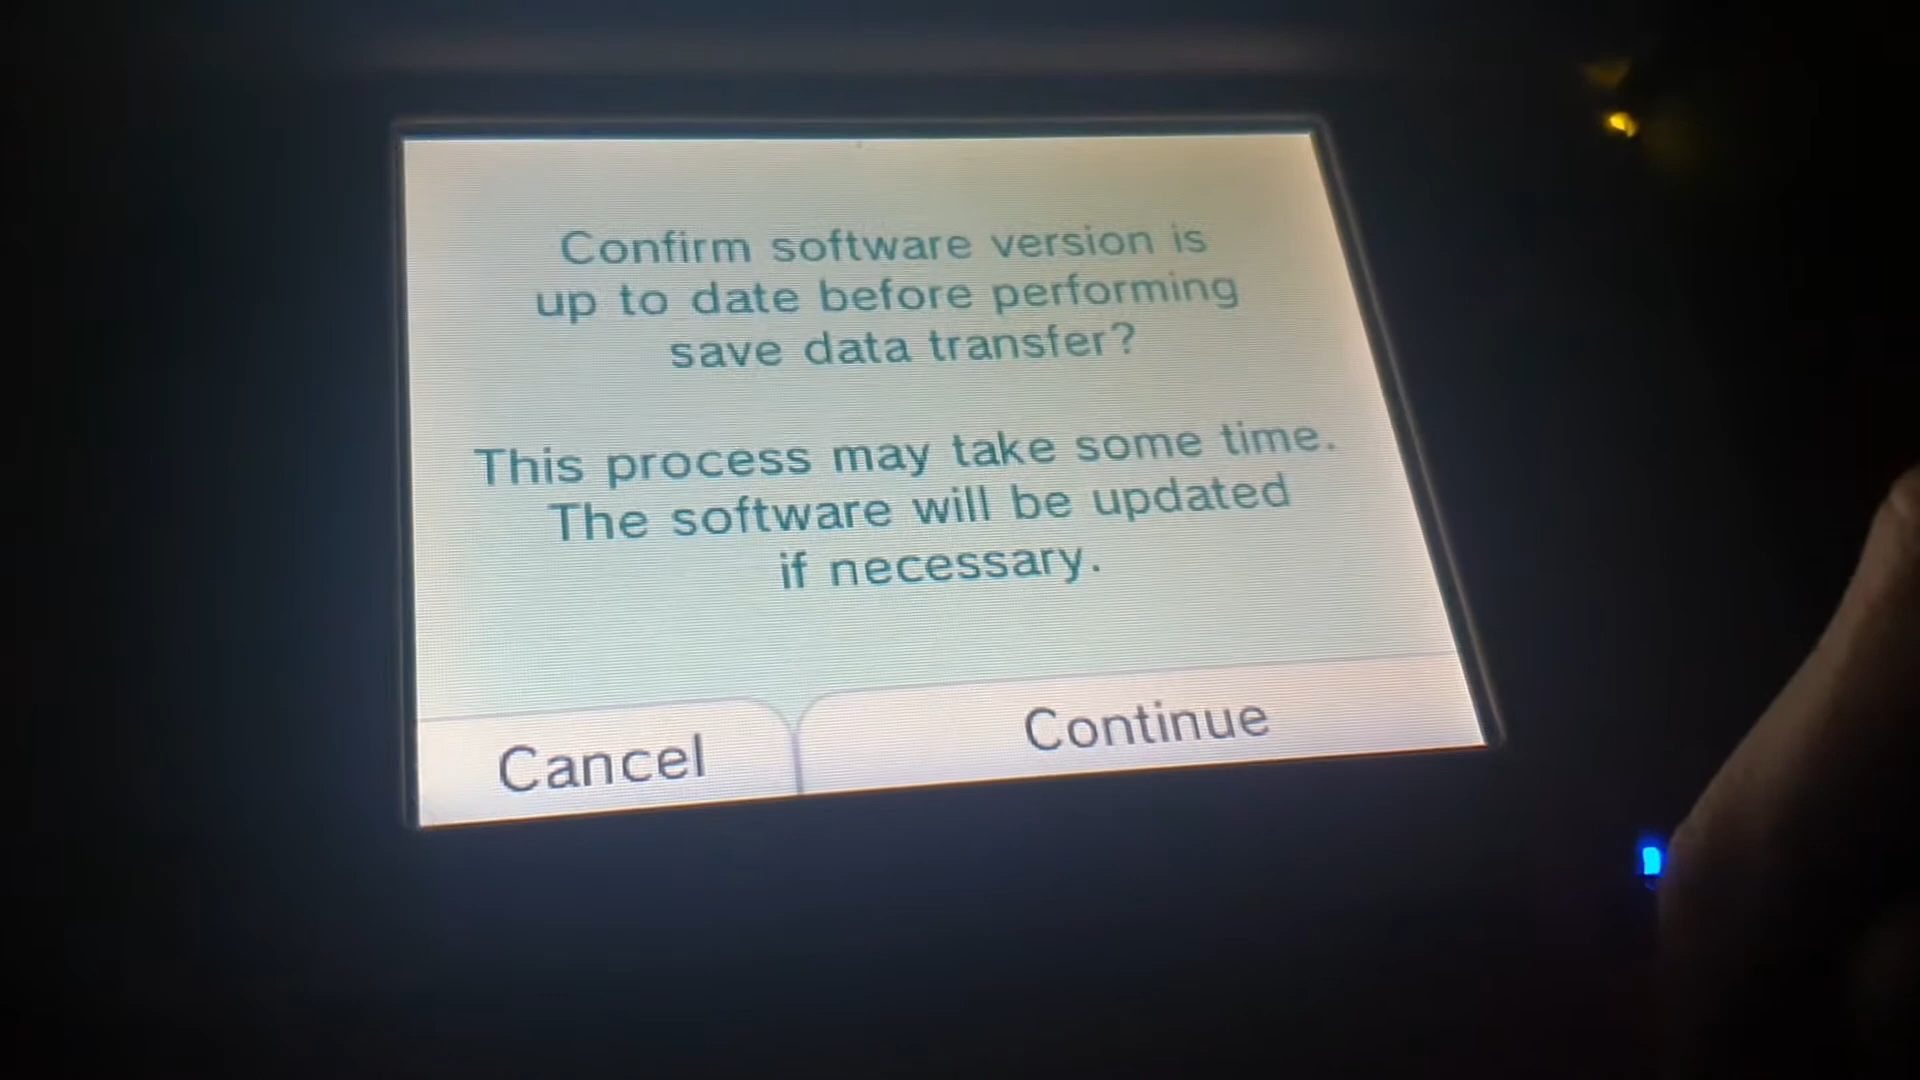 Confirm software version is
up to date before performing
save data transfer?
This process may take some time.
The software will be updated
if necessary.
Cancel
Continue